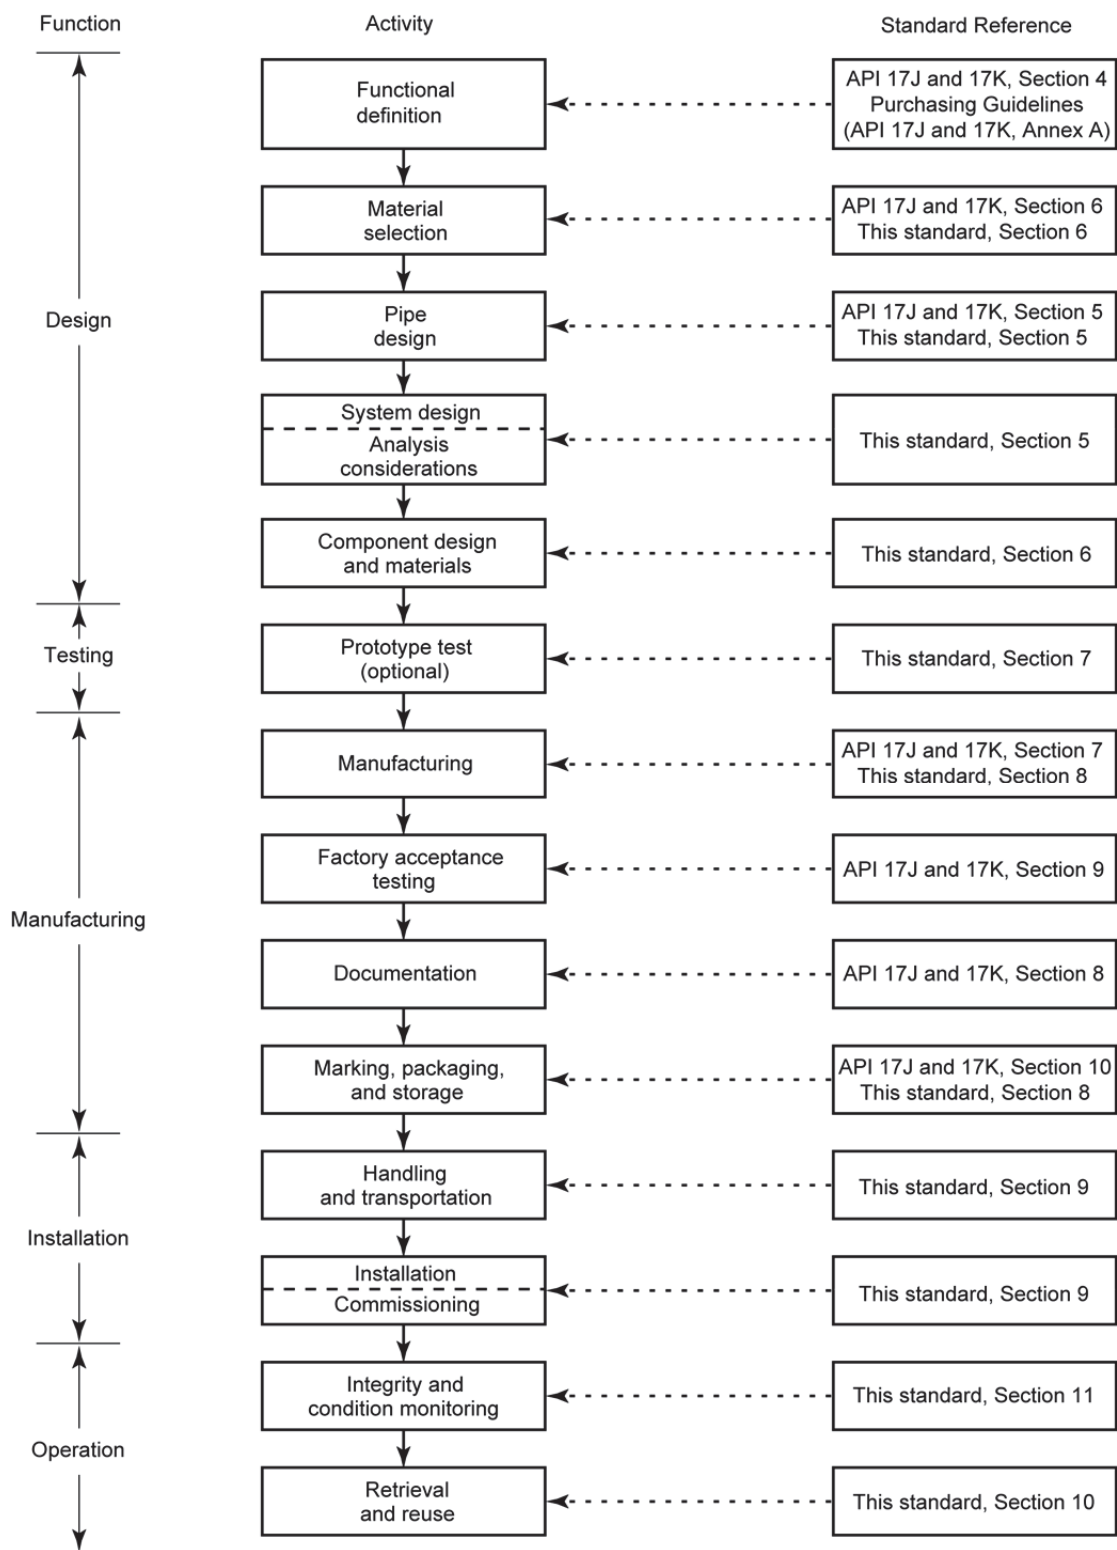 Function
Activity
Standard Reference
Functional
definition
API 17J and 17K, Section 4
Purchasing Guidelines
(API 17J and 17K, Annex A)
Material
selection
API 17J and 17K, Section 6
This standard, Section 6
Design
Pipe
design
API 17J and 17K, Section 5
This standard, Section 5
System design
Analysis
considerations
This standard, Section 5
Component design
and materials
This standard, Section 6
Testing
Prototype test
(optional)
This standard, Section 7
Manufacturing
API 17J and 17K, Section 7
This standard, Section 8
Factory acceptance
testing
API 17J and 17K, Section 9
Manufacturing
Documentation
API 17J and 17K, Section 8
Marking, packaging,
and storage
API 17J and 17K, Section 10
This standard, Section 8
Handling
and transportation
This standard, Section 9
Installation
Installation
Commissioning
This standard, Section 9
Integrity and
condition monitoring
This standard, Section 11
Operation
Retrieval
and reuse
This standard, Section 10